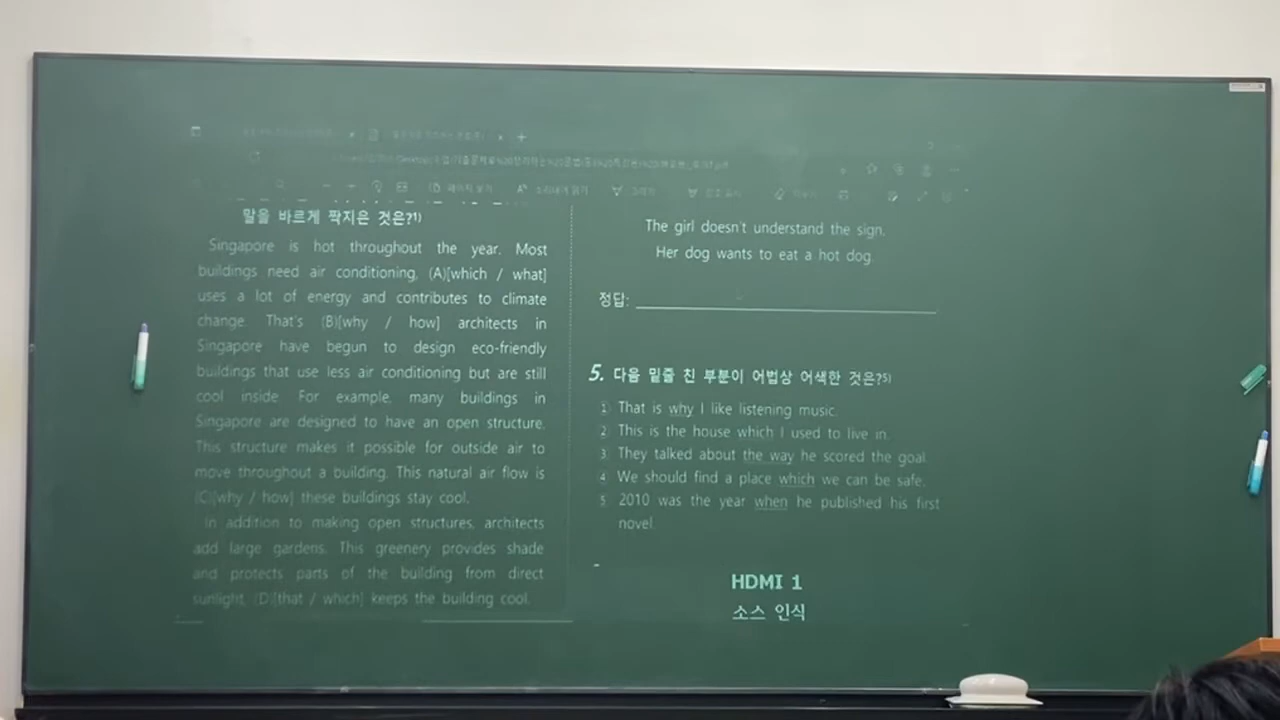 페이지 보기
말을 바르게 짝지은 것은?1)
Singapore is hot throughout the year. Most
buildings need air conditioning, (A)[which / what]
uses a lot of energy and contributes to climate
change. That's (B)[why / how] architects in
Singapore have begun to design eco-friendly
buildings that use less air conditioning but are still
cool inside. For example, many buildings in
Singapore are designed to have an open structure.
This structure makes it possible for outside air to
move throughout a building. This natural air flow is
(C)[why / how] these buildings stay cool.
In addition to making open structures, architects
add large gardens. This greenery provides shade
and protects parts of the building from direct
sunlight, (D)[that / which] keeps the building cool.
The girl doesn't understand the sign.
Her dog wants to eat a hot dog.
정답:
5. 다음 밑줄 친 부분이 어법상 어색한 것은?5)
① That is why I like listening music.
② This is the house which I used to live in.
③ They talked about the way he scored the goal.
④ We should find a place which we can be safe.
⑤ 2010 was the year when he published his first
novel.
HDMI 1
소스 인식